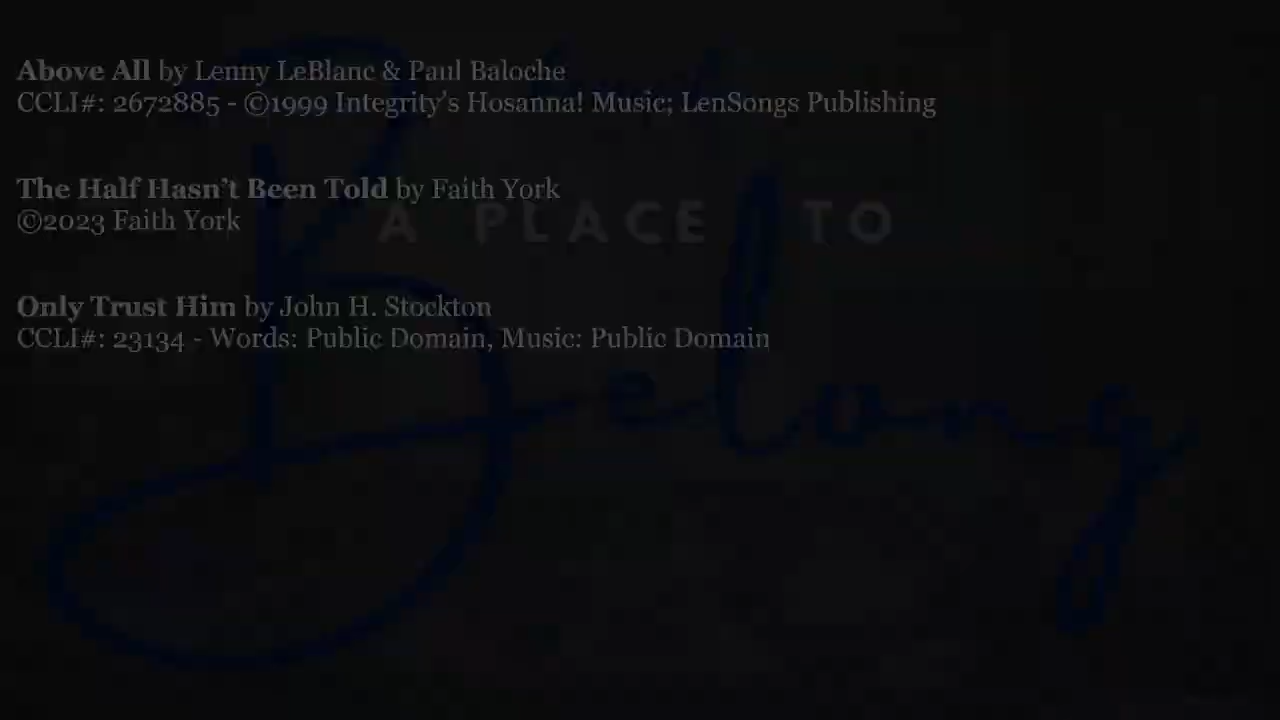 Above All by Lenny LeBlanc & Paul Baloche
CCLI#: 2672885 - ©1999 Integrity's Hosanna! Music; LenSongs Publishing
The Half Hasn't Been Told by Faith York
©2023 Faith York
Only Trust Him by John H. Stockton
CCLI#: 23134 - Words: Public Domain, Music: Public Domain
A PLACE TO
Belong